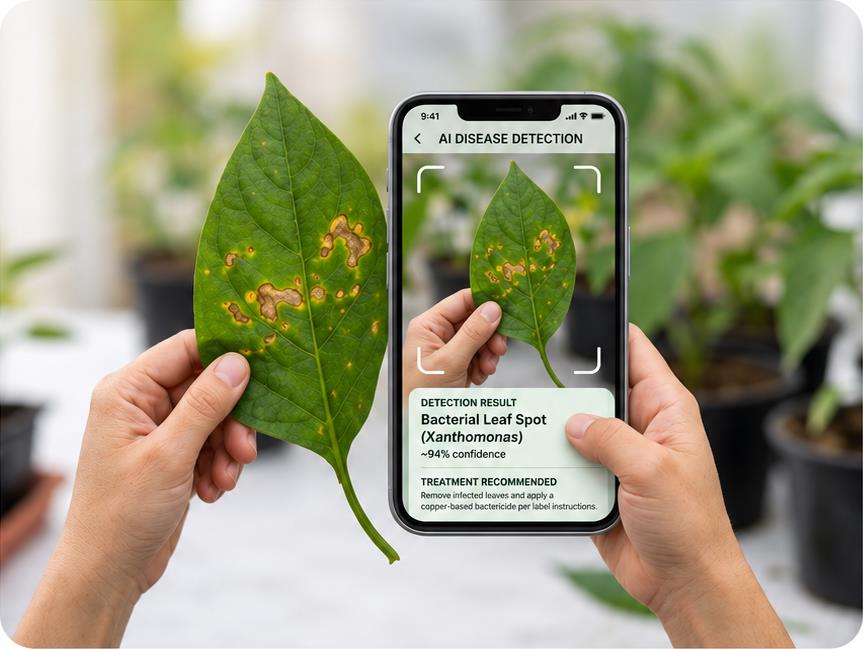 9:41
AI DISEASE DETECTION
DETECTION RESULT
Bacterial Leaf Spot
(Xanthomonas)
~94% confidence
TREATMENT RECOMMENDED
Remove infected leaves and apply a
copper-based bactericide per label instructions.